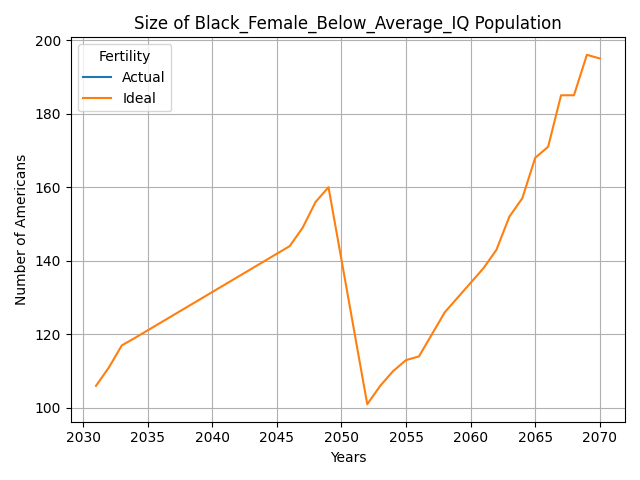 Size of Black_Female_Below_Average_IQ Population
Number of Americans
200
180
160
140
120
100
Fertility
Actual
Ideal
2030 2035 2040 2045 2050 2055 2060 2065 2070
Years